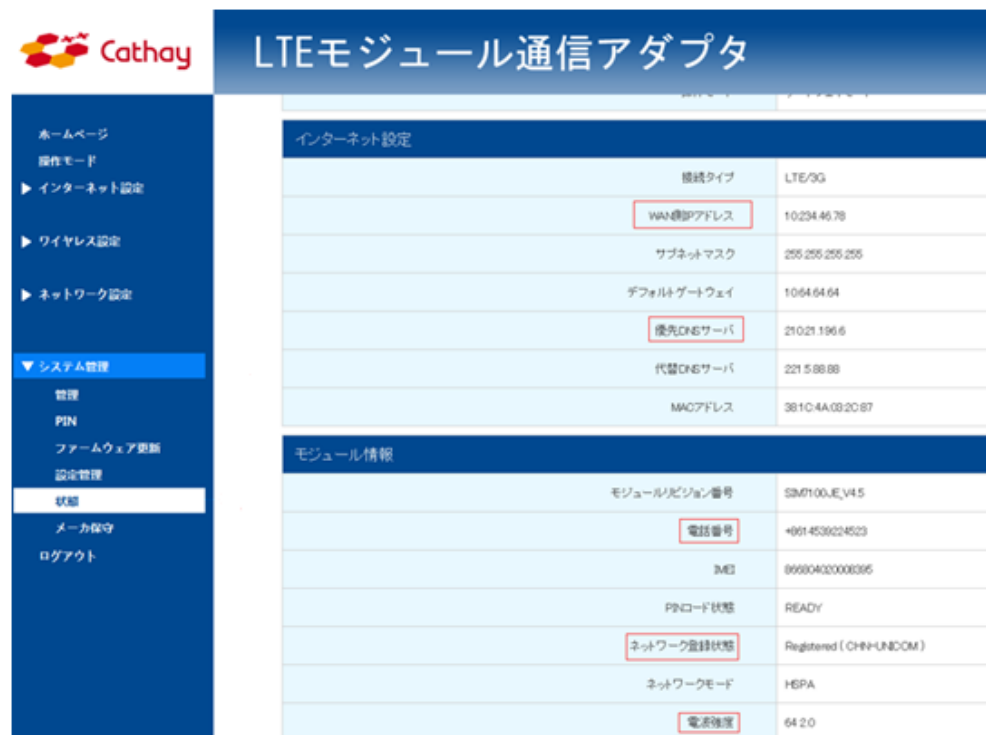 Cathay
LTEモジュール通信アダプタ
ホームページ
操作モード
▶ インターネット設定
▶ ワイヤレス設定
▶ ネットワーク設定
▼ システム管理
管理
PIN
ファームウェア更新
設定管理
状態
メーカ保守
ログアウト
インターネット設定
接続タイプ LTE/3G
WAN側IPアドレス 10.234.46.78
サブネットマスク 255.255.255.255
デフォルトゲートウェイ 10.64.64.64
優先DNSサーバ 210.21.196.6
代替DNSサーバ 221.5.88.88
MACアドレス 38:1C:4A:03:2C:87
モジュール情報
モジュールリビジョン番号 SIM7100JE_V4.5
電話番号 +8614539224523
IMEI 866804020008395
PINコード状態 READY
ネットワーク登録状態 Registered ( CHN-UNICOM )
ネットワークモード HSPA
電波強度 64 2.0